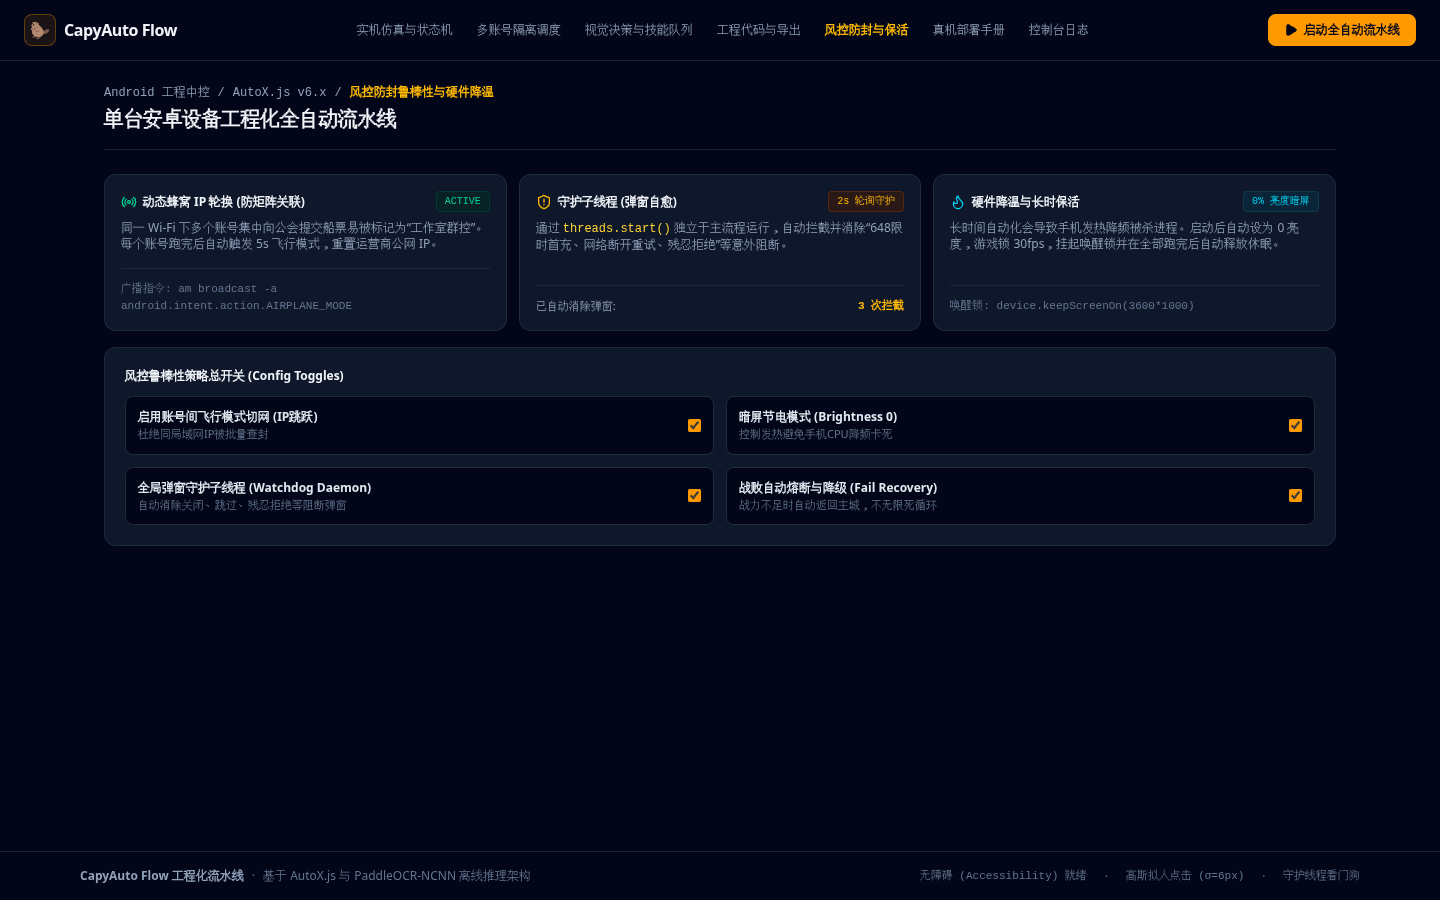 CapyAuto Flow
实机仿真与状态机
多账号隔离调度
视觉决策与技能队列
工程代码与导出
风控防封与保活
真机部署手册
控制台日志
启动全自动流水线
Android 工程中控 / AutoX.js v6.x / 风控防封鲁棒性与硬件降温
单台安卓设备工程化全自动流水线
动态蜂窝 IP 轮换 (防矩阵关联)
ACTIVE
同一 Wi-Fi 下多个账号集中向公会提交船票易被标记为“工作室群控”。
每个账号跑完后自动触发 5s 飞行模式，重置运营商公网 IP。
广播指令: am broadcast -a
android.intent.action.AIRPLANE_MODE
守护子线程 (弹窗自愈)
2s 轮询守护
通过 threads.start() 独立于主流程运行，自动拦截并消除“648限
时首充、网络断开重试、残忍拒绝”等意外阻断。
已自动消除弹窗:
3 次拦截
硬件降温与长时保活
0% 亮度暗屏
长时间自动化会导致手机发热降频被杀进程。启动后自动设为 0 亮
度，游戏锁 30fps，挂起唤醒锁并在全部跑完后自动释放休眠。
唤醒锁: device.keepScreenOn(3600*1000)
风控鲁棒性策略总开关 (Config Toggles)
启用账号间飞行模式切网 (IP跳跃)
杜绝同局域网IP被批量查封
暗屏节电模式 (Brightness 0)
控制发热避免手机CPU降频卡死
全局弹窗守护子线程 (Watchdog Daemon)
自动消除关闭、跳过、残忍拒绝等阻断弹窗
战败自动熔断与降级 (Fail Recovery)
战力不足时自动返回主城，不无限死循环
CapyAuto Flow 工程化流水线 · 基于 AutoX.js 与 PaddleOCR-NCNN 离线推理架构
无障碍 (Accessibility) 就绪 · 高斯拟人点击 (σ=6px) · 守护线程看门狗